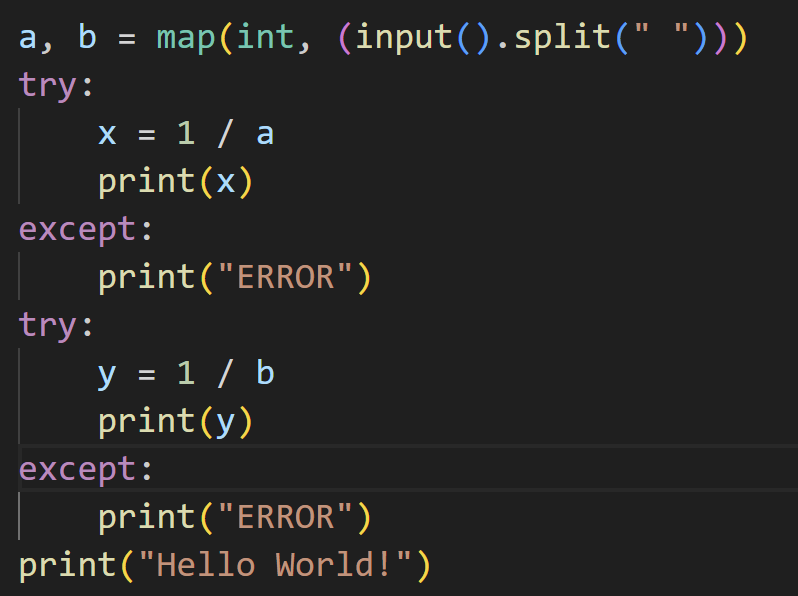 a, b = map(int, (input().split(" ")))
try:
    x = 1 / a
    print(x)
except:
    print("ERROR")
try:
    y = 1 / b
    print(y)
except:
    print("ERROR")
print("Hello World!")